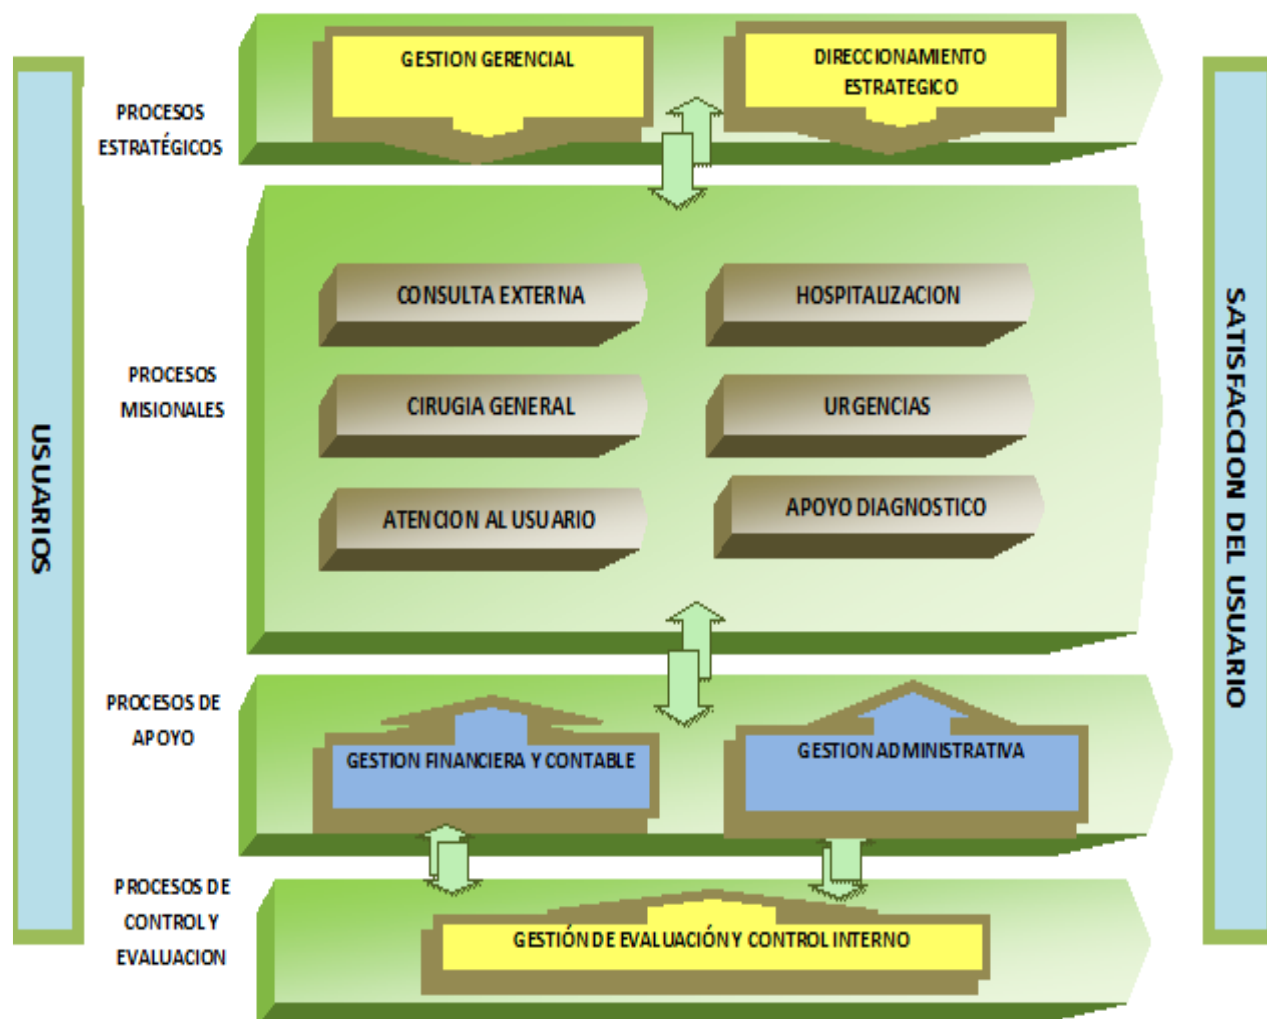 GESTION GERENCIAL
DIRECCIONAMIENTO
ESTRATEGICO
PROCESOS
ESTRATÉGICOS
CONSULTA EXTERNA
HOSPITALIZACION
PROCESOS
MISIONALES
CIRUGIA GENERAL
URGENCIAS
ATENCION AL USUARIO
APOYO DIAGNOSTICO
USUARIOS
SATISFACCION DEL USUARIO
PROCESOS DE
APOYO
GESTION FINANCIERA Y CONTABLE
GESTION ADMINISTRATIVA
PROCESOS DE
CONTROL Y
EVALUACION
GESTIÓN DE EVALUACIÓN Y CONTROL INTERNO